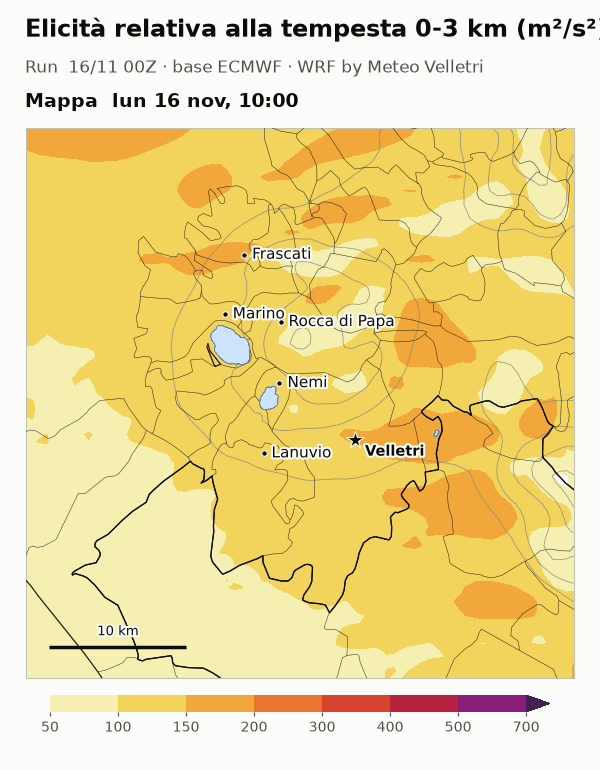 Elicità relativa alla tempesta 0-3 km (m²/s²)
Run  16/11 00Z · base ECMWF · WRF by Meteo Velletri
Mappa  lun 16 nov, 10:00
Frascati
Marino
Rocca di Papa
Nemi
Velletri
Lanuvio
10 km
50 100 150 200 300 400 500 700